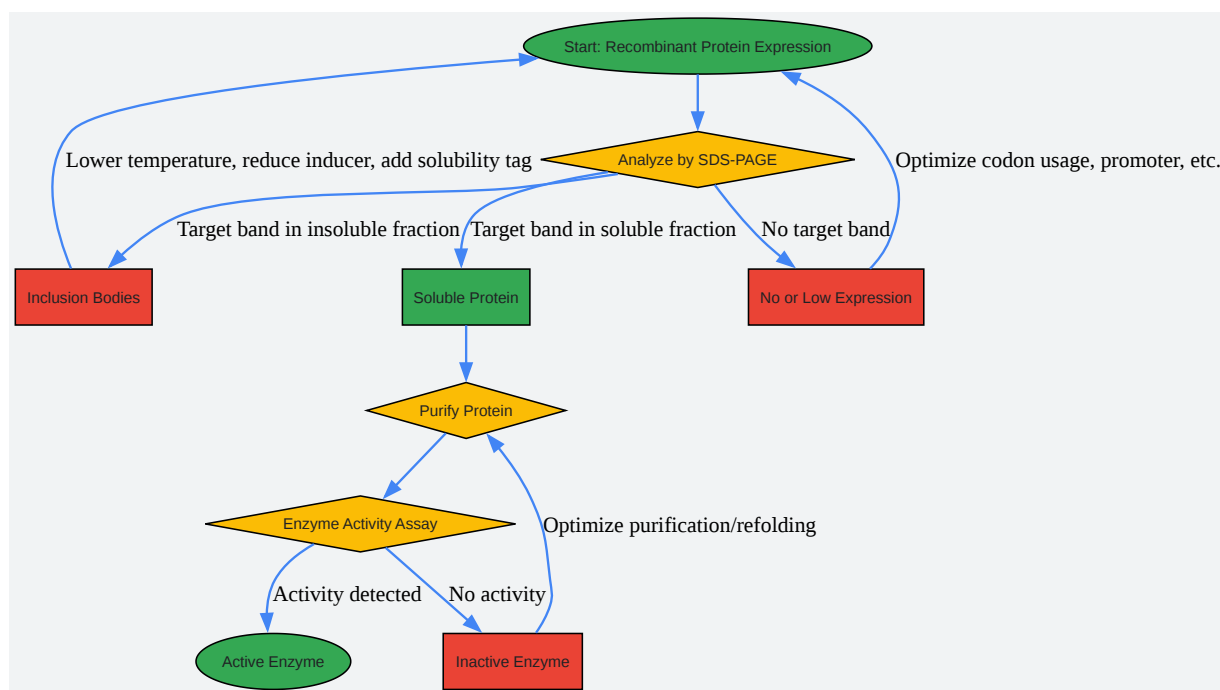 Start: Recombinant Protein Expression
Lower temperature, reduce inducer, add solubility tag
Analyze by SDS-PAGE
Optimize codon usage, promoter, etc.
Target band in insoluble fraction
Target band in soluble fraction
No target band
Inclusion Bodies
Soluble Protein
No or Low Expression
Purify Protein
Enzyme Activity Assay
Optimize purification/refolding
Activity detected
No activity
Active Enzyme
Inactive Enzyme